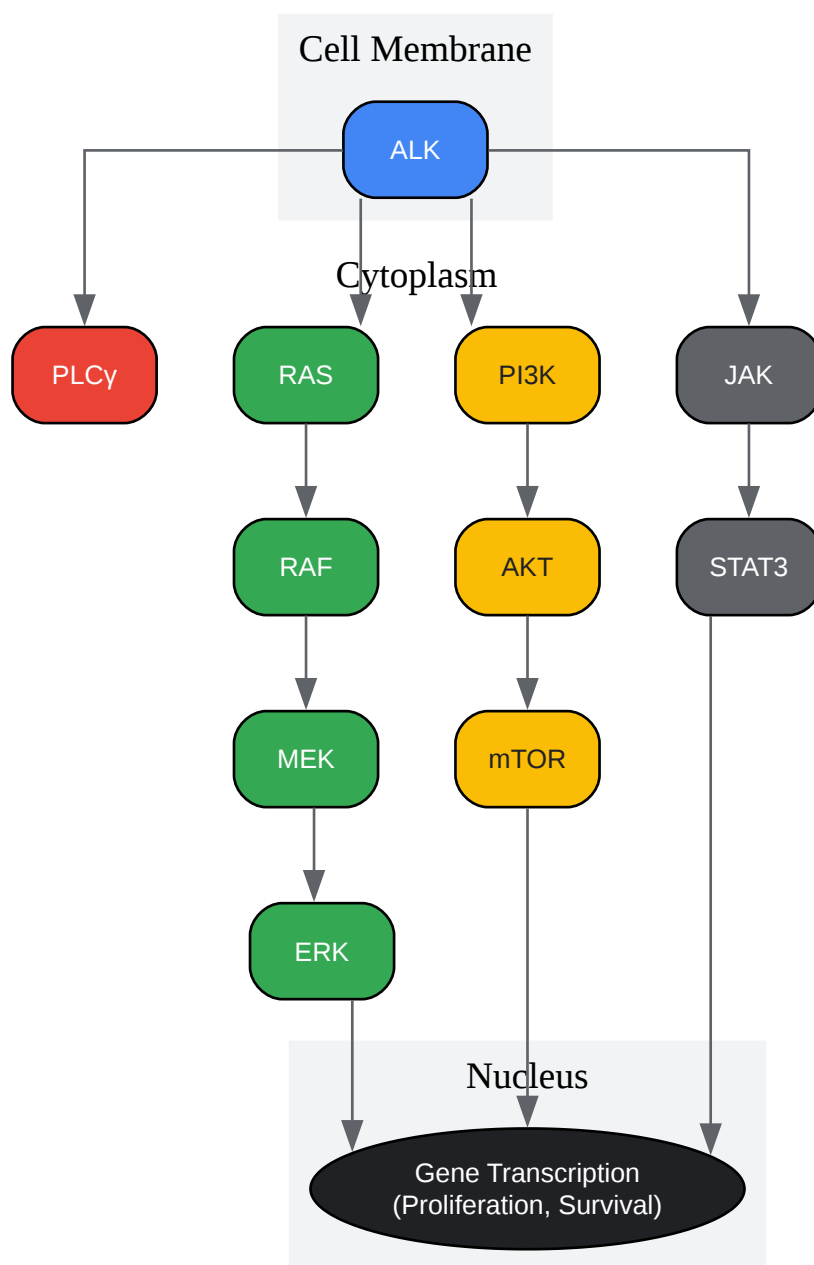 Cell Membrane
ALK
Cytoplasm
PLCγ
RAS
PI3K
JAK
RAF
AKT
STAT3
MEK
mTOR
ERK
Nucleus
Gene Transcription
(Proliferation, Survival)